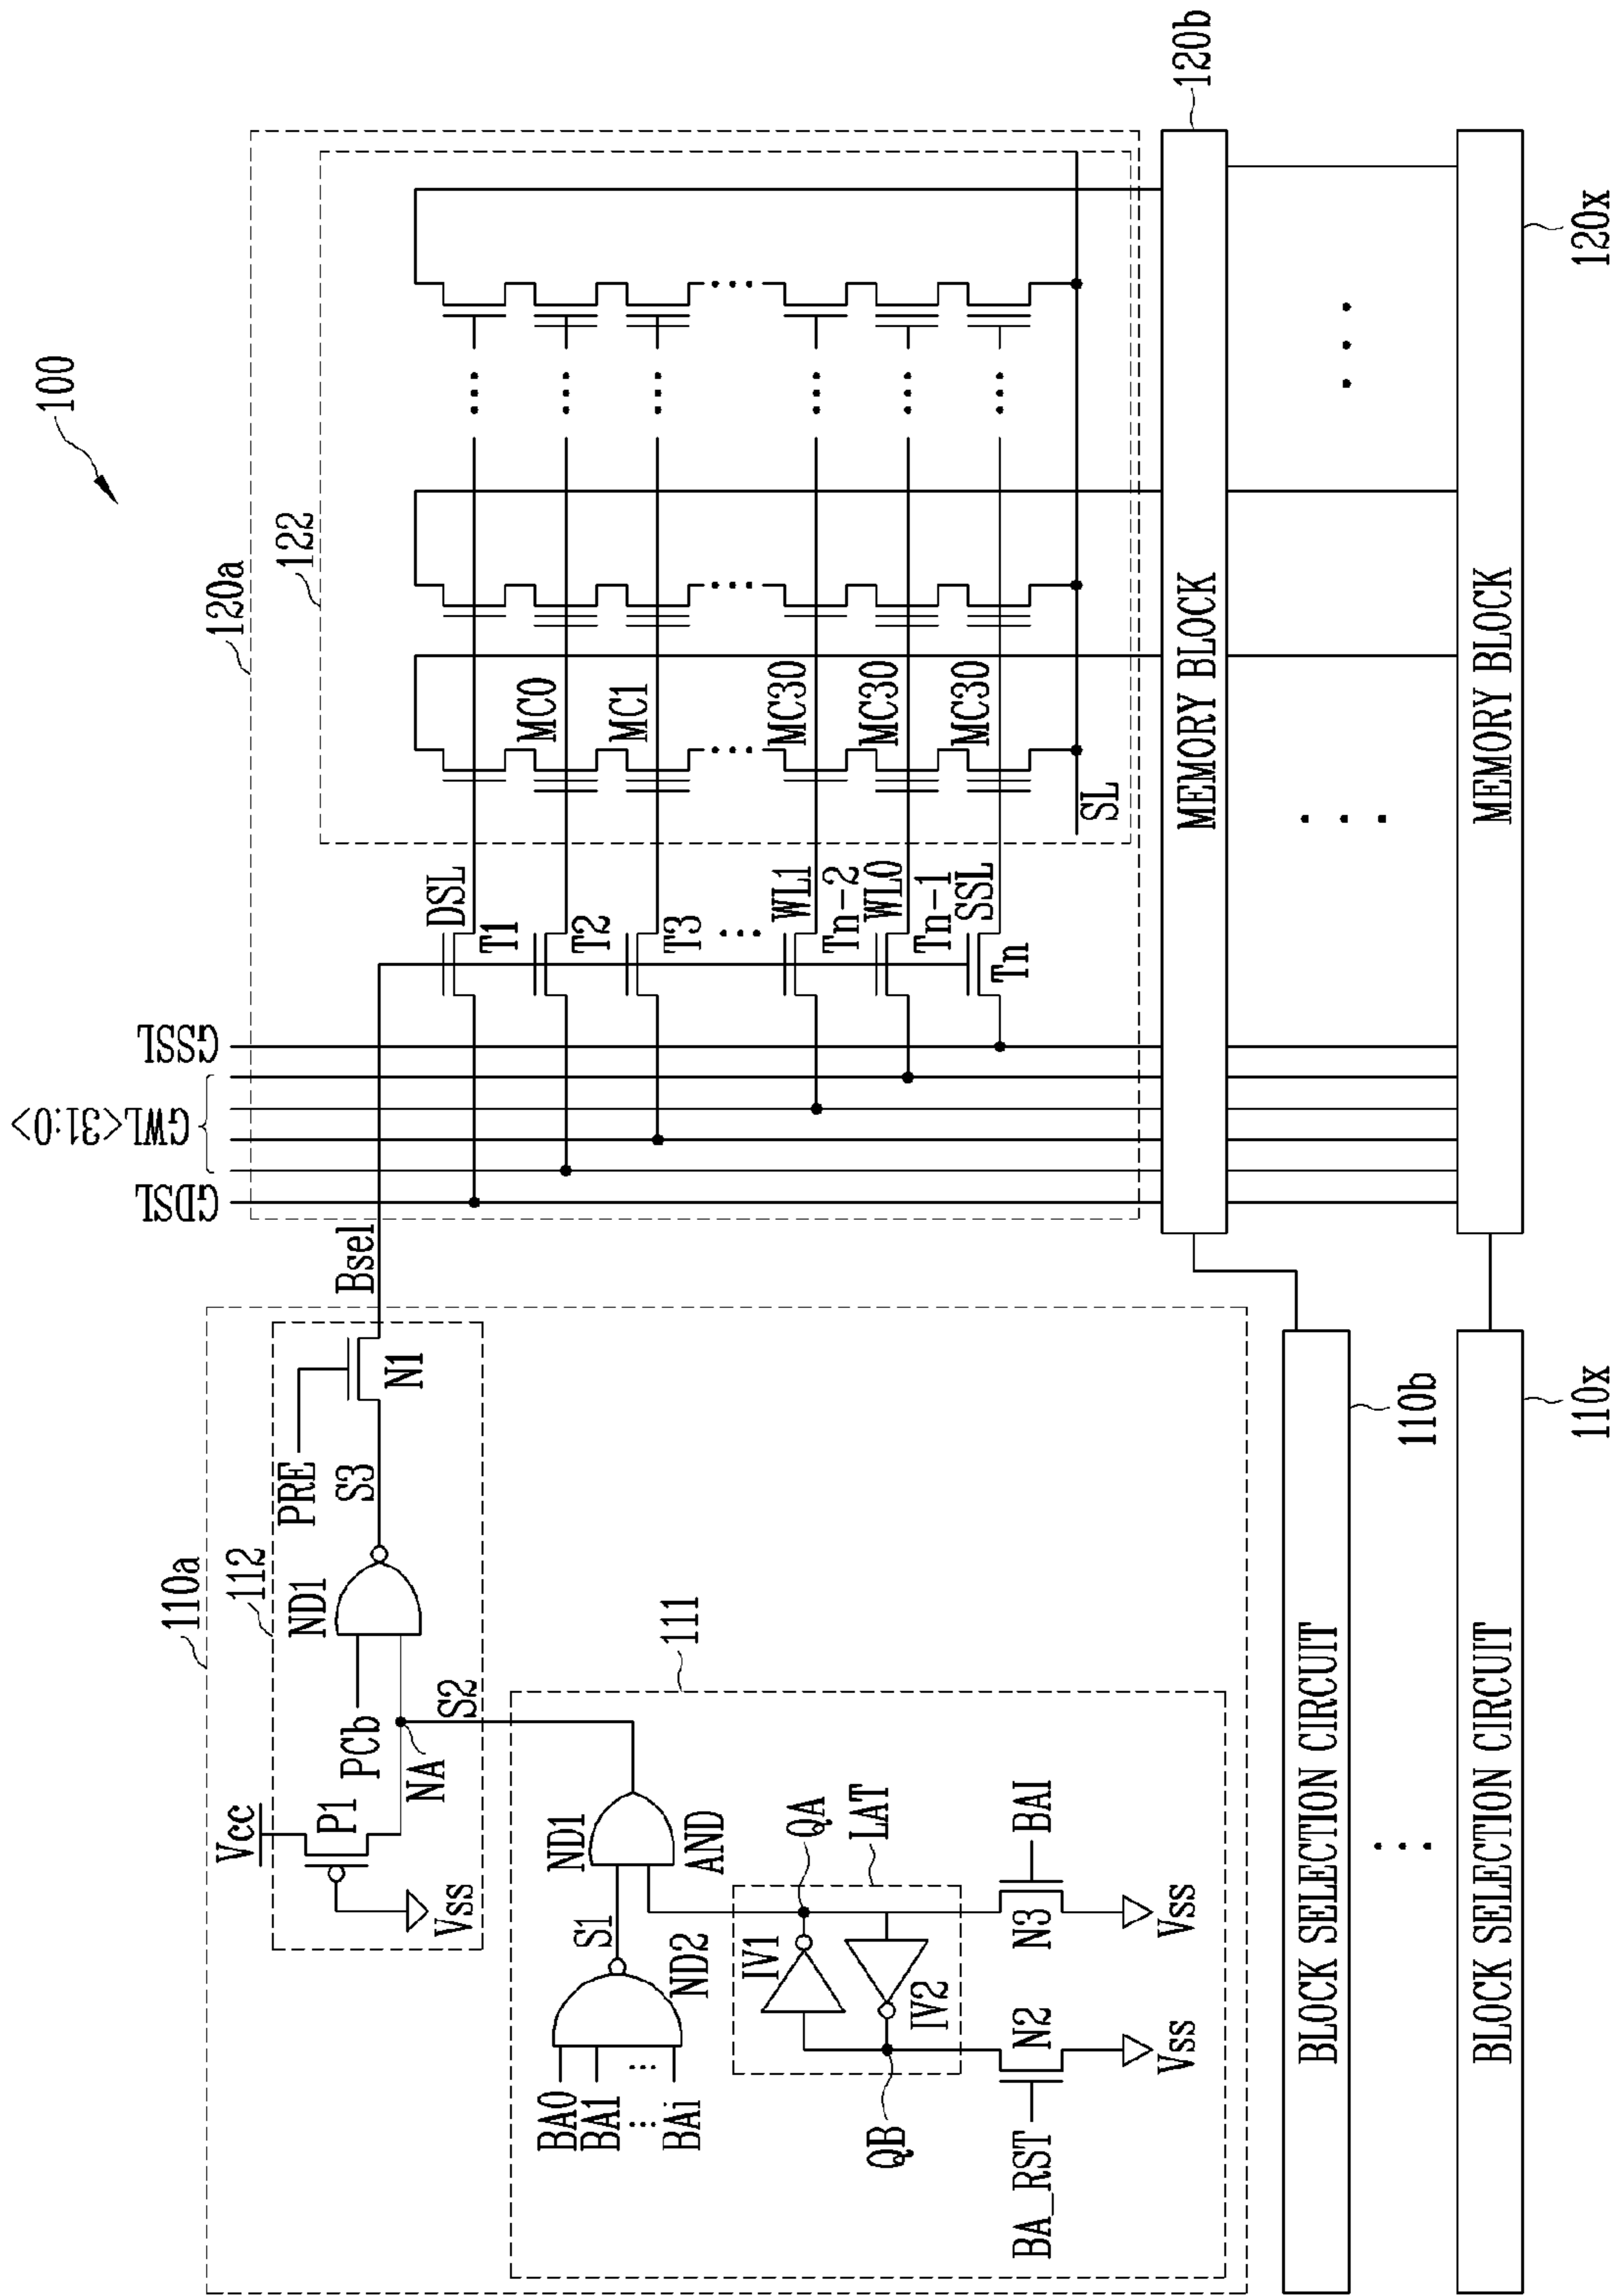 100
110a
112
Vcc
P1
Vss
PCb
NA
ND1
S3
PRE
N1
Bsel
S2
111
BA0
BA1
BAi
ND2
S1
ND1
AND
IV1
IV2
QA
LAT
QB
BA_RST
N2
Vss
BAI
N3
Vss
GDSL
GWL<31:0>
GSSL
120a
122
DSL
T1
T2
T3
WL1
Tn-2
WL0
Tn-1
SSL
Tn
MC0
MC1
MC30
MC30
MC30
SL
BLOCK SELECTION CIRCUIT
110b
MEMORY BLOCK
120b
BLOCK SELECTION CIRCUIT
110x
MEMORY BLOCK
120x